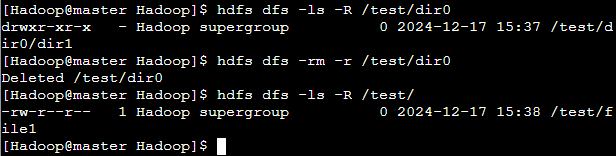 [Hadoop@master Hadoop]$ hdfs dfs -ls -R /test/dir0
drwxr-xr-x   - Hadoop supergroup          0 2024-12-17 15:37 /test/d
ir0/dir1
[Hadoop@master Hadoop]$ hdfs dfs -rm -r /test/dir0
Deleted /test/dir0
[Hadoop@master Hadoop]$ hdfs dfs -ls -R /test/
-rw-r--r--   1 Hadoop supergroup          0 2024-12-17 15:38 /test/f
ile1
[Hadoop@master Hadoop]$